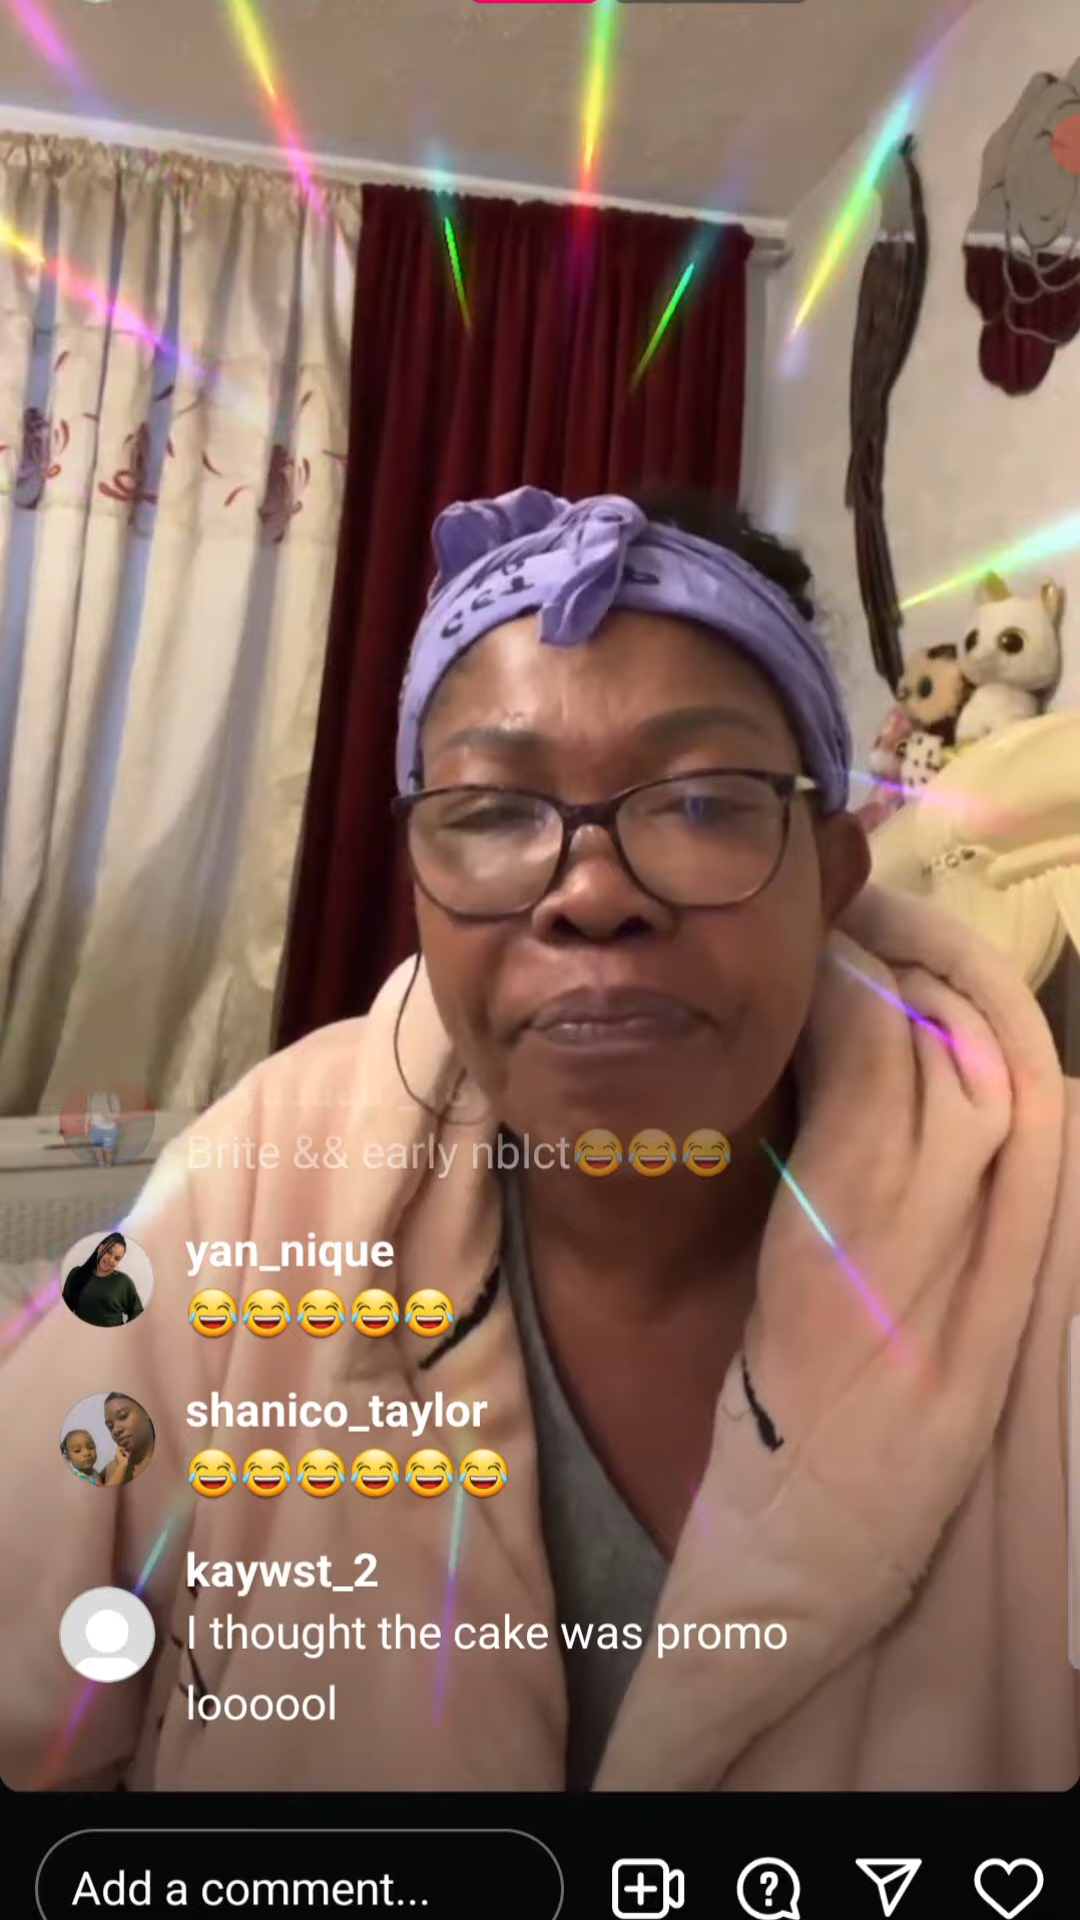 Brite && early nblct😂😂😂
yan_nique
😂😂😂😂😂
shanico_taylor
😂😂😂😂😂😂
kaywst_2
I thought the cake was promo
loooool
Add a comment...